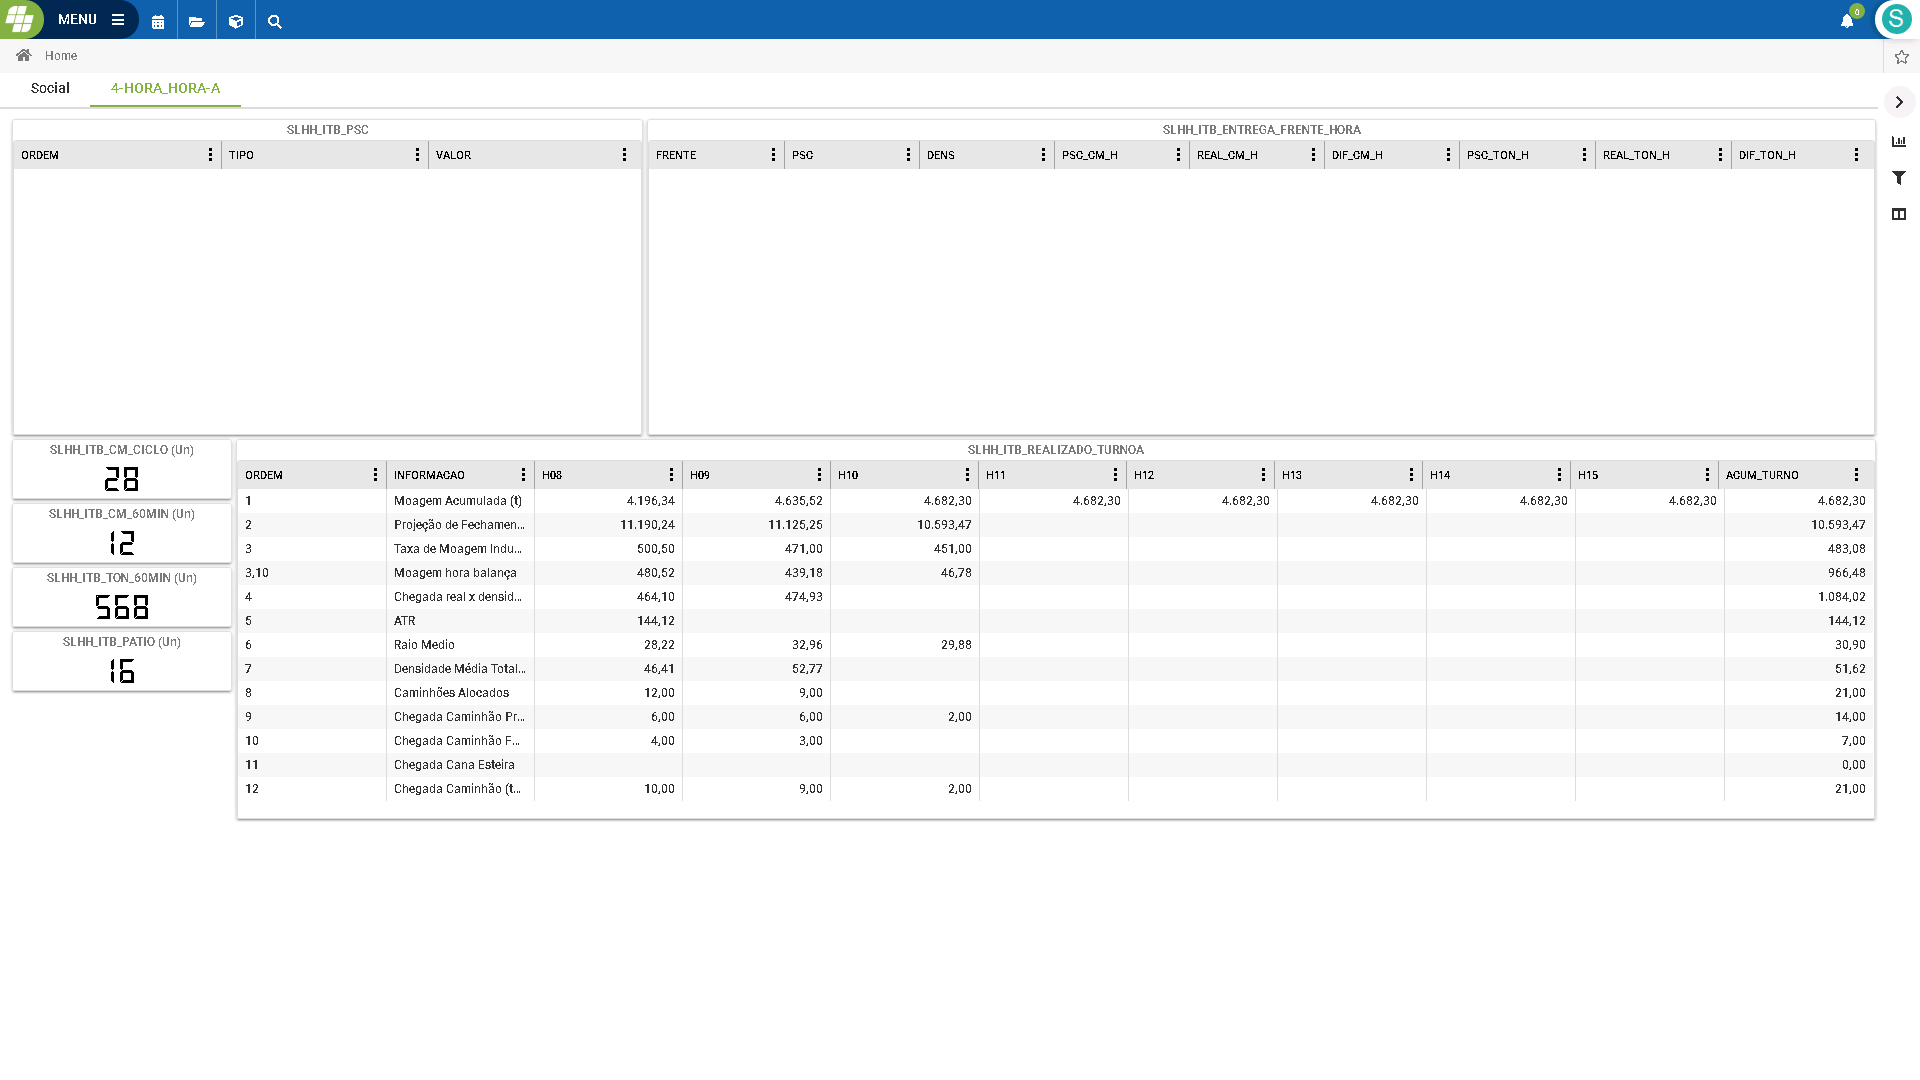 MENU
0
S
Home
Social
4-HORA_HORA-A
SLHH_ITB_PSC
ORDEM TIPO VALOR
SLHH_ITB_ENTREGA_FRENTE_HORA
FRENTE PSC DENS PSC_CM_H REAL_CM_H DIF_CM_H PSC_TON_H REAL_TON_H DIF_TON_H
SLHH_ITB_CM_CICLO (Un)
28
SLHH_ITB_CM_60MIN (Un)
12
SLHH_ITB_TON_60MIN (Un)
568
SLHH_ITB_PATIO (Un)
16
SLHH_ITB_REALIZADO_TURNOA
ORDEM INFORMACAO H08 H09 H10 H11 H12 H13 H14 H15 ACUM_TURNO
1 Moagem Acumulada (t) 4.196,34 4.635,52 4.682,30 4.682,30 4.682,30 4.682,30 4.682,30 4.682,30 4.682,30
2 Projeção de Fechamen... 11.190,24 11.125,25 10.593,47 10.593,47
3 Taxa de Moagem Indu... 500,50 471,00 451,00 483,08
3,10 Moagem hora balança 480,52 439,18 46,78 966,48
4 Chegada real x densid... 464,10 474,93 1.084,02
5 ATR 144,12 144,12
6 Raio Medio 28,22 32,96 29,88 30,90
7 Densidade Média Total... 46,41 52,77 51,62
8 Caminhões Alocados 12,00 9,00 21,00
9 Chegada Caminhão Pr... 6,00 6,00 2,00 14,00
10 Chegada Caminhão F... 4,00 3,00 7,00
11 Chegada Cana Esteira 0,00
12 Chegada Caminhão (t... 10,00 9,00 2,00 21,00